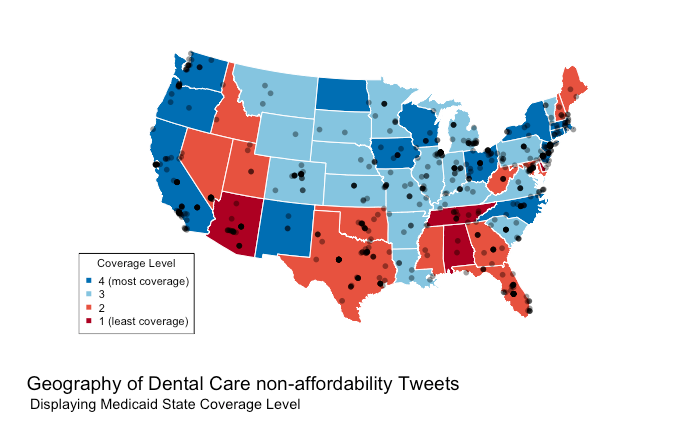 Coverage Level
4 (most coverage)
3
2
1 (least coverage)
Geography of Dental Care non-affordability Tweets
Displaying Medicaid State Coverage Level